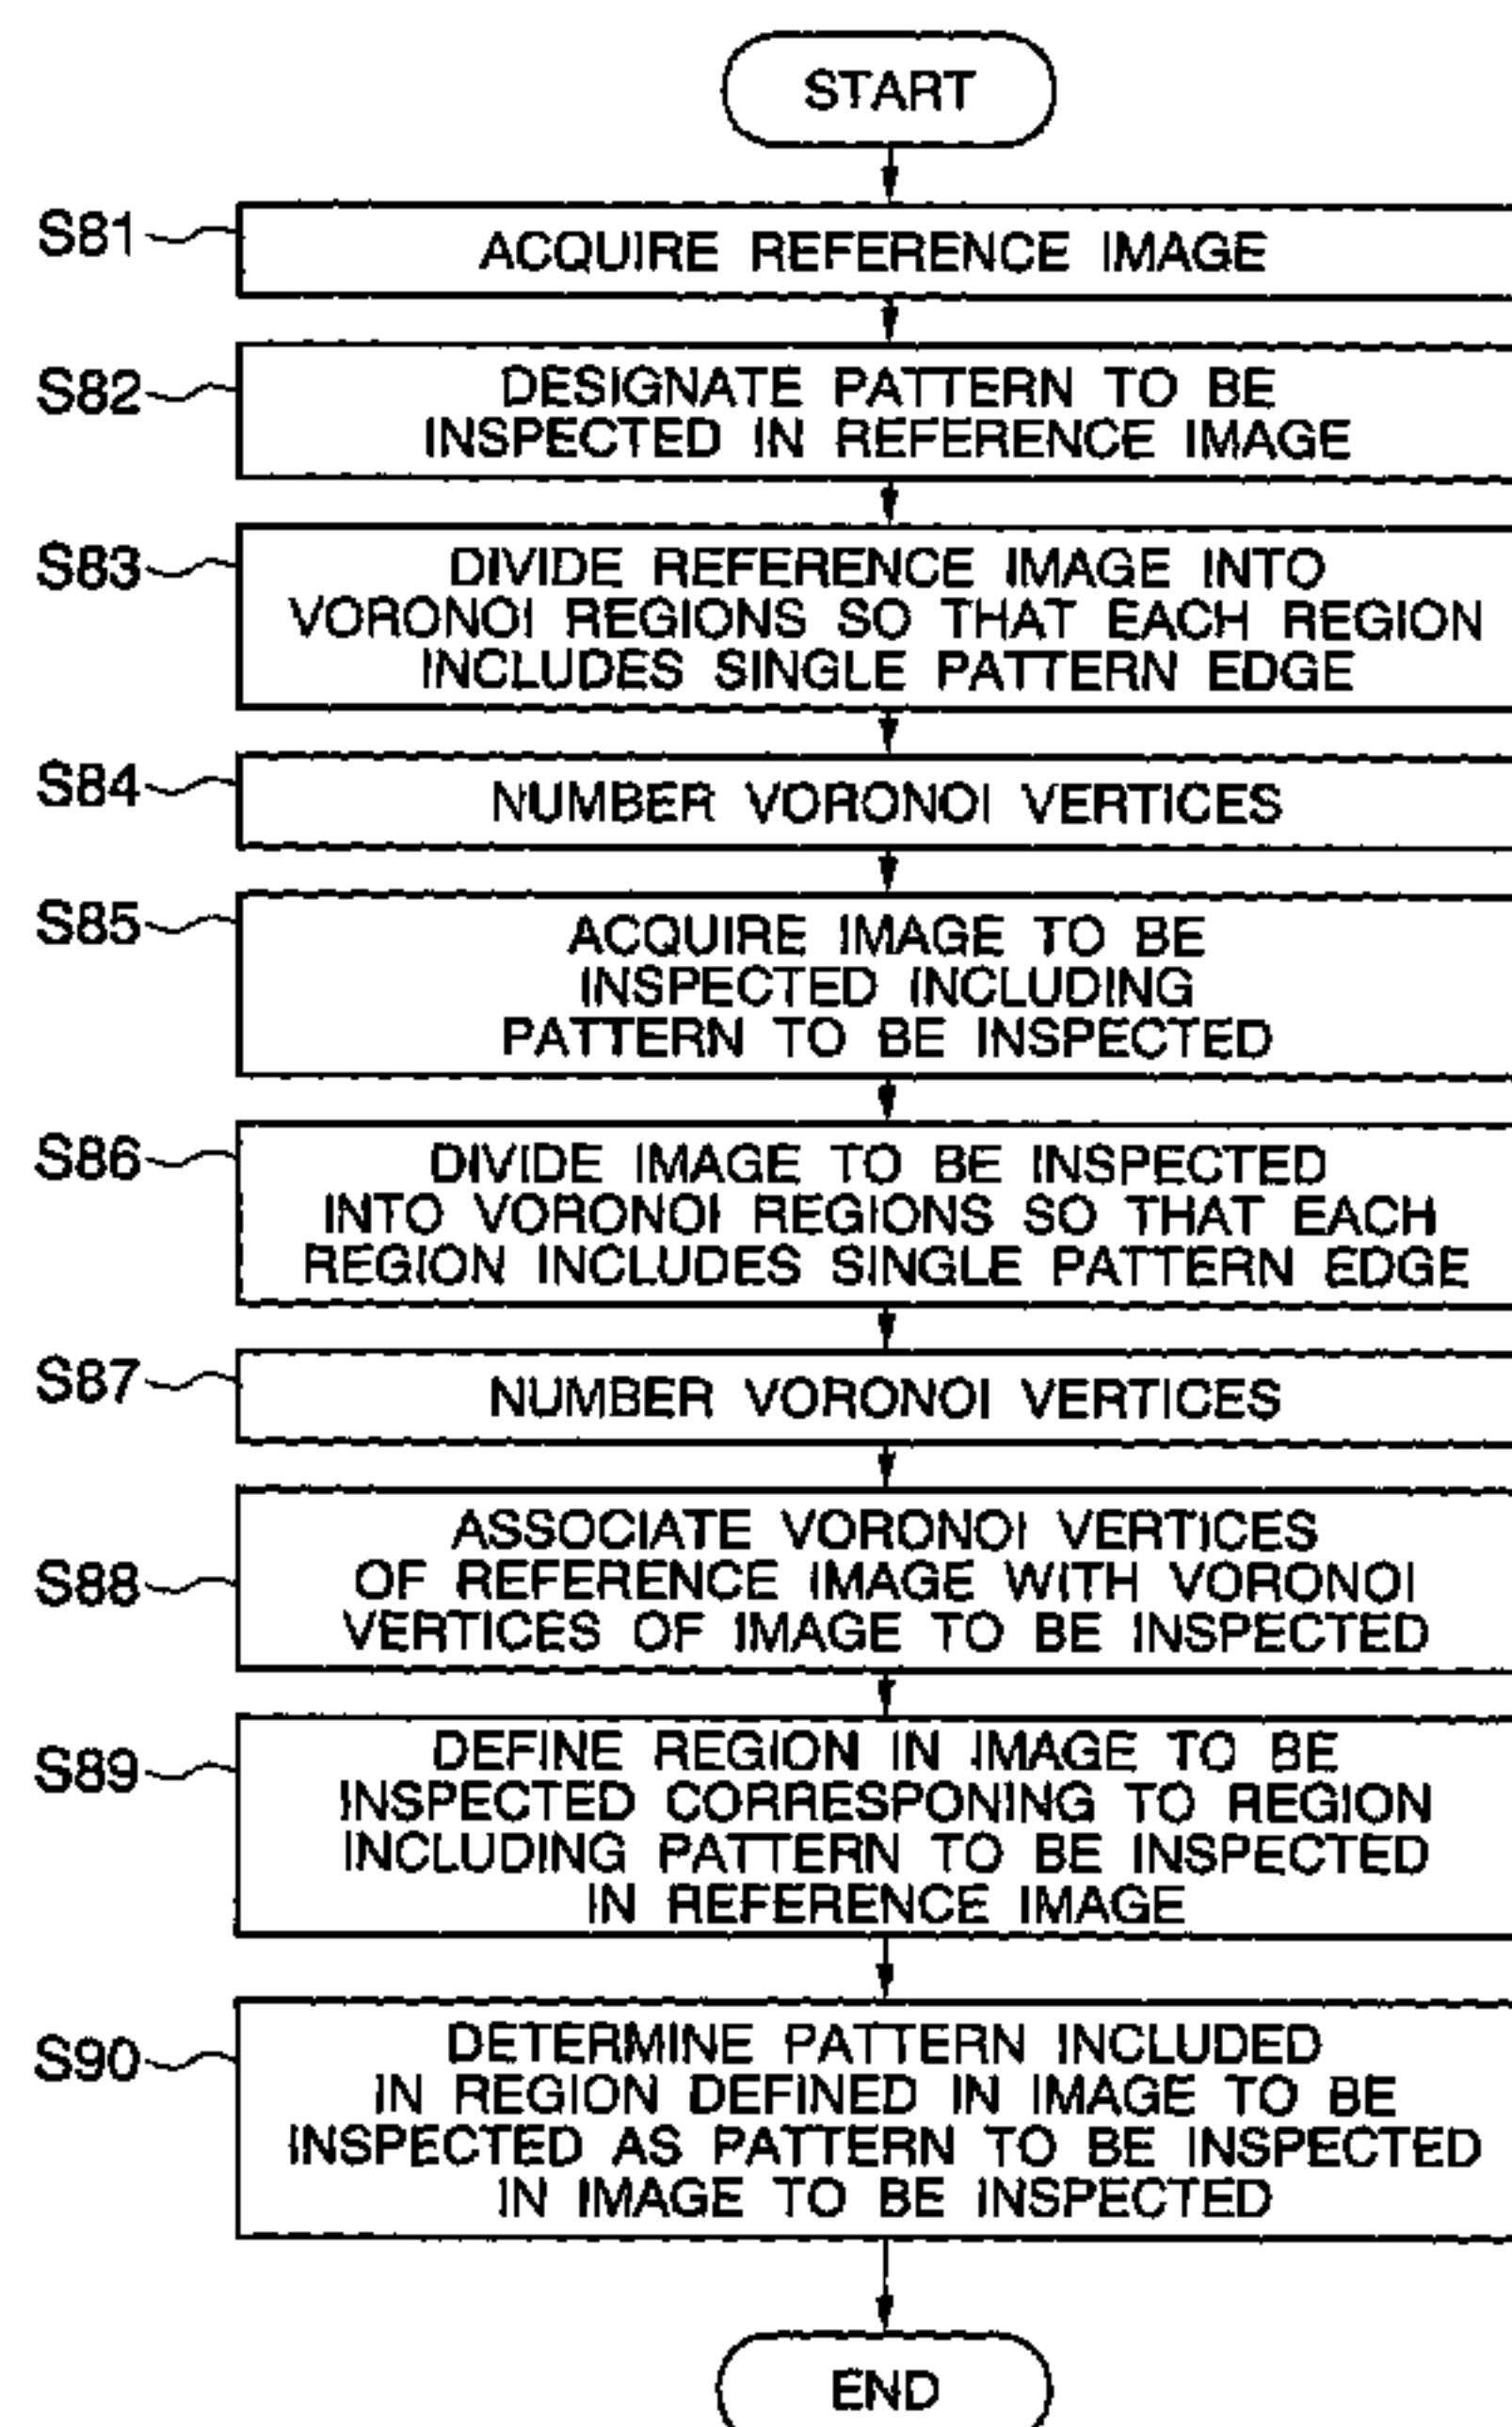 START
S81
ACQUIRE REFERENCE IMAGE
S82
DESIGNATE PATTERN TO BE
INSPECTED IN REFERENCE IMAGE
S83
DIVIDE REFERENCE IMAGE INTO
VORONOI REGIONS SO THAT EACH REGION
INCLUDES SINGLE PATTERN EDGE
S84
NUMBER VORONOI VERTICES
S85
ACQUIRE IMAGE TO BE
INSPECTED INCLUDING
PATTERN TO BE INSPECTED
S86
DIVIDE IMAGE TO BE INSPECTED
INTO VORONOI REGIONS SO THAT EACH
REGION INCLUDES SINGLE PATTERN EDGE
S87
NUMBER VORONOI VERTICES
S88
ASSOCIATE VORONOI VERTICES
OF REFERENCE IMAGE WITH VORONOI
VERTICES OF IMAGE TO BE INSPECTED
S89
DEFINE REGION IN IMAGE TO BE
INSPECTED CORRESPONING TO REGION
INCLUDING PATTERN TO BE INSPECTED
IN REFERENCE IMAGE
S90
DETERMINE PATTERN INCLUDED
IN REGION DEFINED IN IMAGE TO BE
INSPECTED AS PATTERN TO BE INSPECTED
IN IMAGE TO BE INSPECTED
END